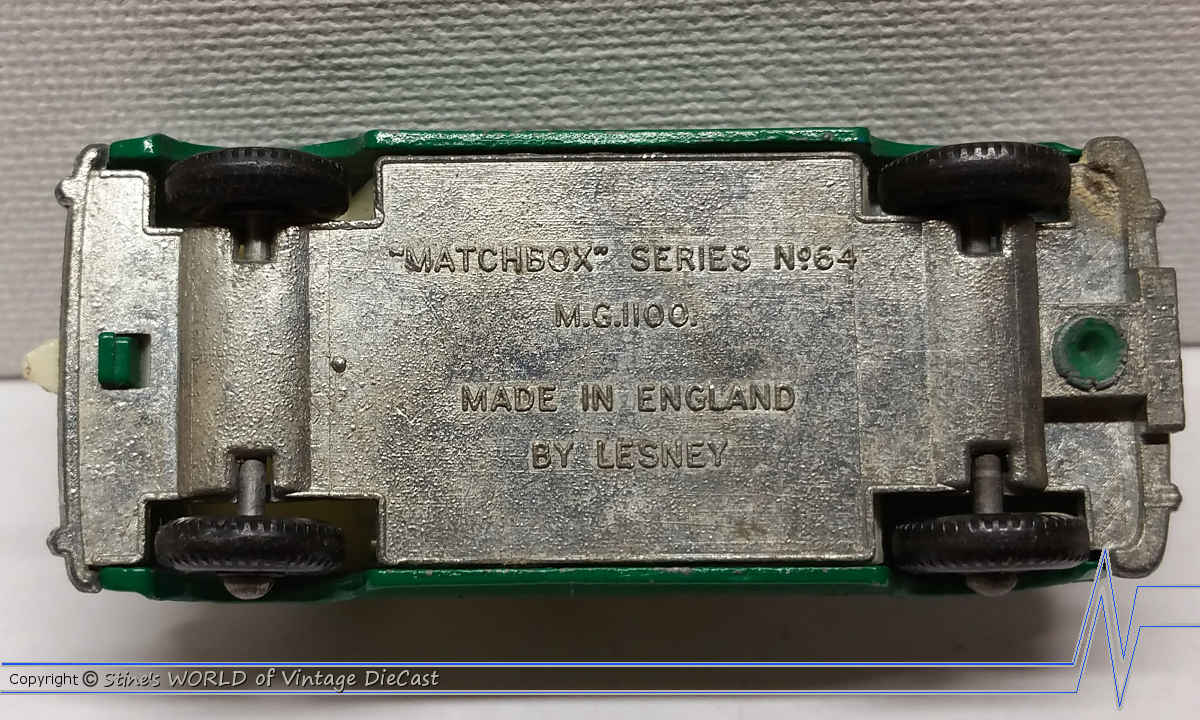 "MATCHBOX" SERIES Nº64
M.G.1100.
MADE IN ENGLAND
BY LESNEY
Copyright © Stine's WORLD of Vintage DieCast